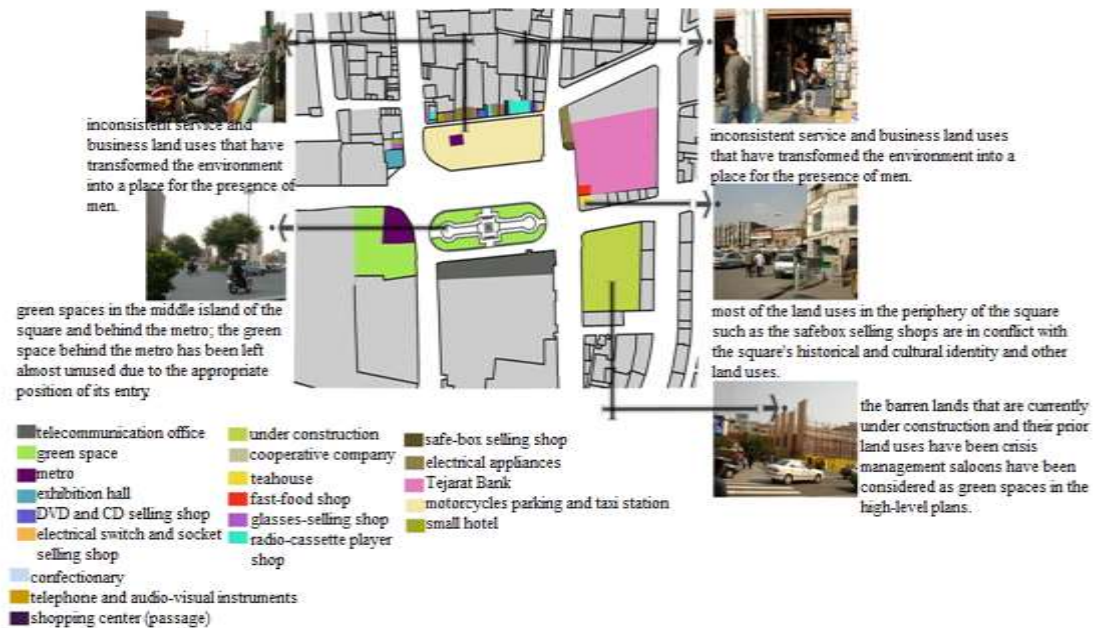 inconsistent service and
business land uses that have
transformed the environment
into a place for the presence of
men.
inconsistent service and business land uses
that have transformed the environment into a
place for the presence of men.
green spaces in the middle island of the
square and behind the metro; the green
space behind the metro has been left
almost unused due to the appropriate
position of its entry
most of the land uses in the periphery of the square
such as the safebox selling shops are in conflict with
the square's historical and cultural identity and other
land uses.
the barren lands that are currently
under construction and their prior
land uses have been crisis
management saloons have been
considered as green spaces in the
high-level plans.
telecommunication office
green space
metro
exhibition hall
DVD and CD selling shop
electrical switch and socket
selling shop
confectionary
telephone and audio-visual instruments
shopping center (passage)
under construction
cooperative company
teahouse
fast-food shop
glasses-selling shop
radio-cassette player
shop
safe-box selling shop
electrical appliances
Tejarat Bank
motorcycles parking and taxi station
small hotel